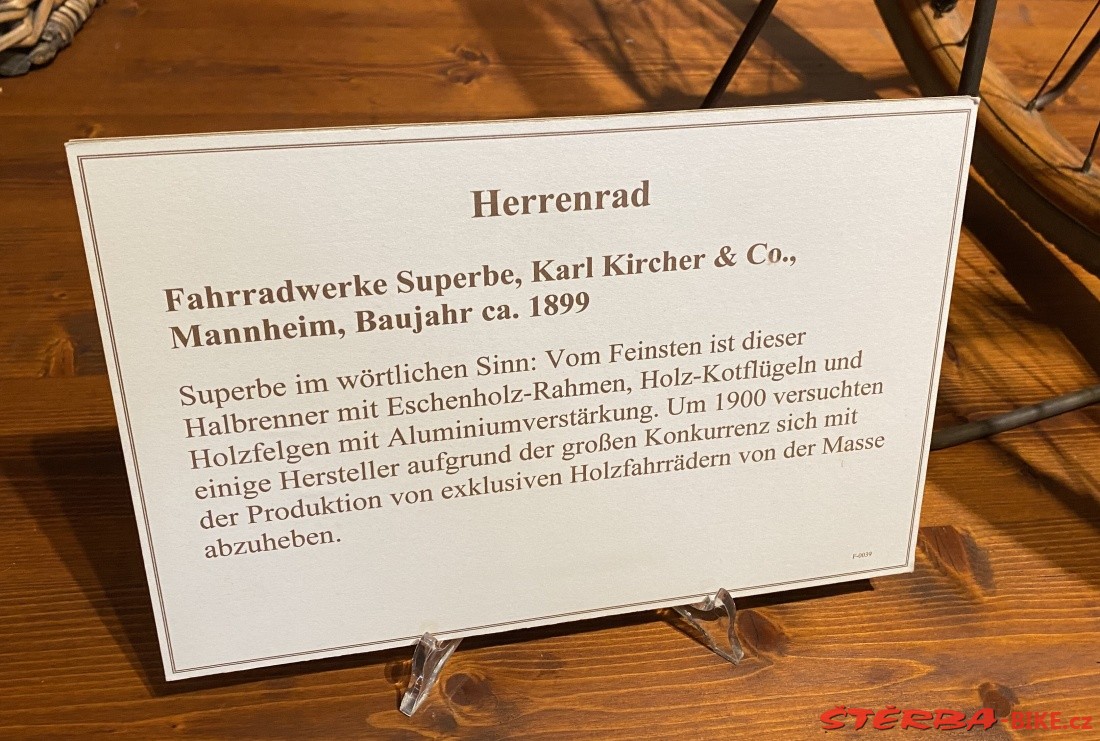 Herrenrad
Fahrradwerke Superbe, Karl Kircher & Co.,
Mannheim, Baujahr ca. 1899
Superbe im wörtlichen Sinn: Vom Feinsten ist dieser
Halbrenner mit Eschenholz-Rahmen, Holz-Kotflügeln und
Holzfelgen mit Aluminiumverstärkung. Um 1900 versuchten
einige Hersteller aufgrund der großen Konkurrenz sich mit
der Produktion von exklusiven Holzfahrrädern von der Masse
abzuheben.
F-0039
ŠTĚRBA-BIKE.cz